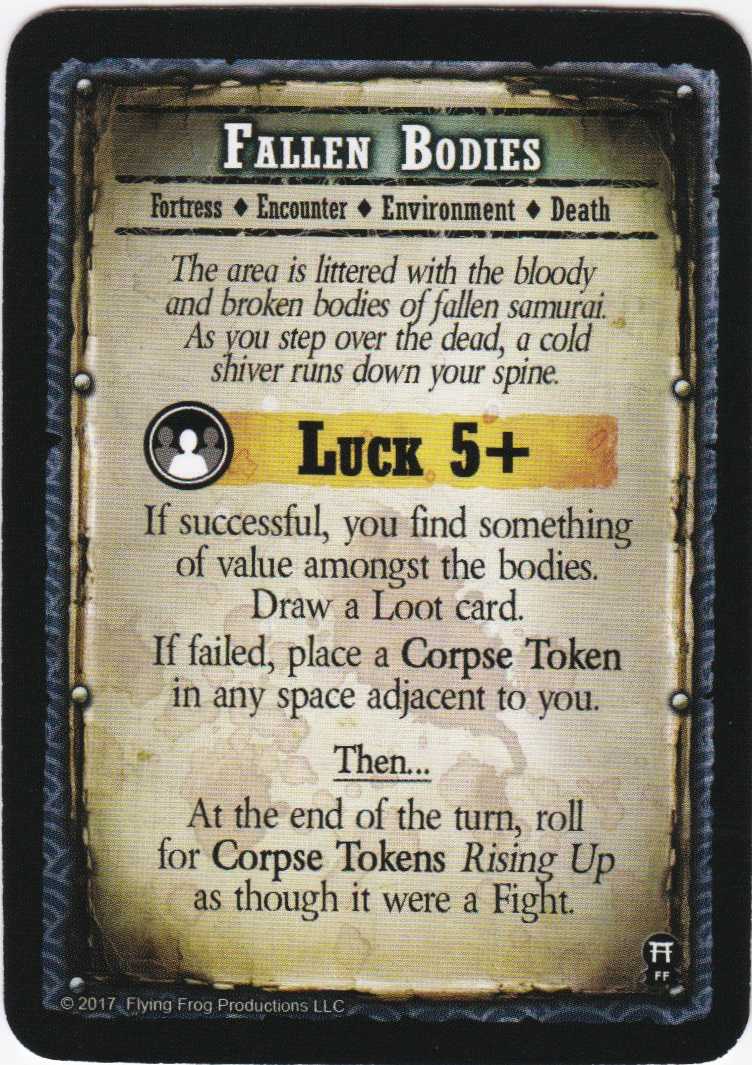 Fallen Bodies
Fortress ♦ Encounter ♦ Environment ♦ Death
The area is littered with the bloody
and broken bodies of fallen samurai.
As you step over the dead, a cold
shiver runs down your spine.
Luck 5+
If successful, you find something
of value amongst the bodies.
Draw a Loot card.
If failed, place a Corpse Token
in any space adjacent to you.
Then...
At the end of the turn, roll
for Corpse Tokens Rising Up
as though it were a Fight.
FF
© 2017 Flying Frog Productions LLC